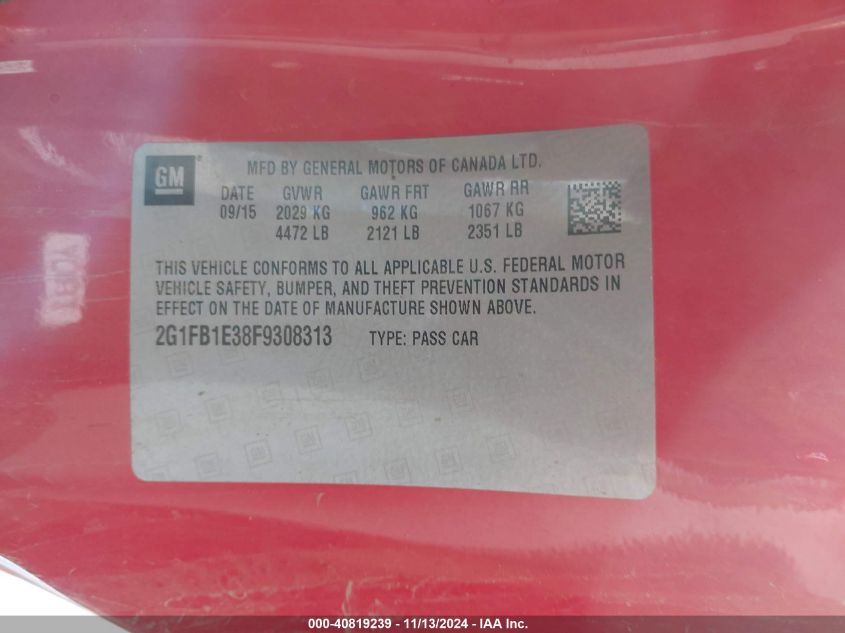 GM
MFD BY GENERAL MOTORS OF CANADA LTD.
DATE GVWR GAWR FRT GAWR RR
09/15 2029 KG 962 KG 1067 KG
4472 LB 2121 LB 2351 LB
THIS VEHICLE CONFORMS TO ALL APPLICABLE U.S. FEDERAL MOTOR
VEHICLE SAFETY, BUMPER, AND THEFT PREVENTION STANDARDS IN
EFFECT ON THE DATE OF MANUFACTURE SHOWN ABOVE.
2G1FB1E38F9308313 TYPE: PASS CAR
000-40819239 - 11/13/2024 - IAA Inc.